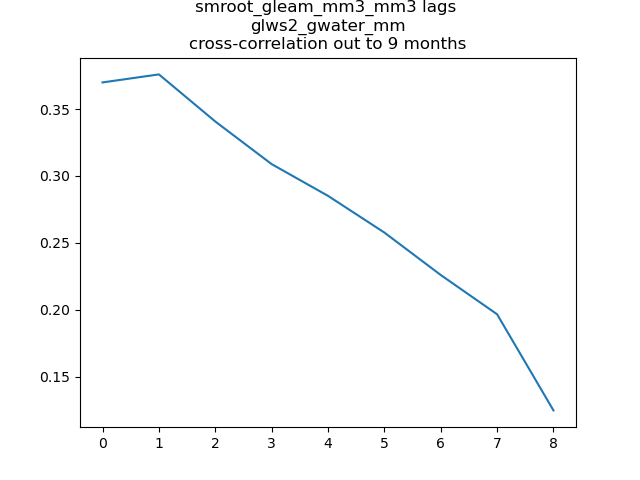 smroot_gleam_mm3_mm3 lags
glws2_gwater_mm
cross-correlation out to 9 months
0.35
0.30
0.25
0.20
0.15
0 1 2 3 4 5 6 7 8